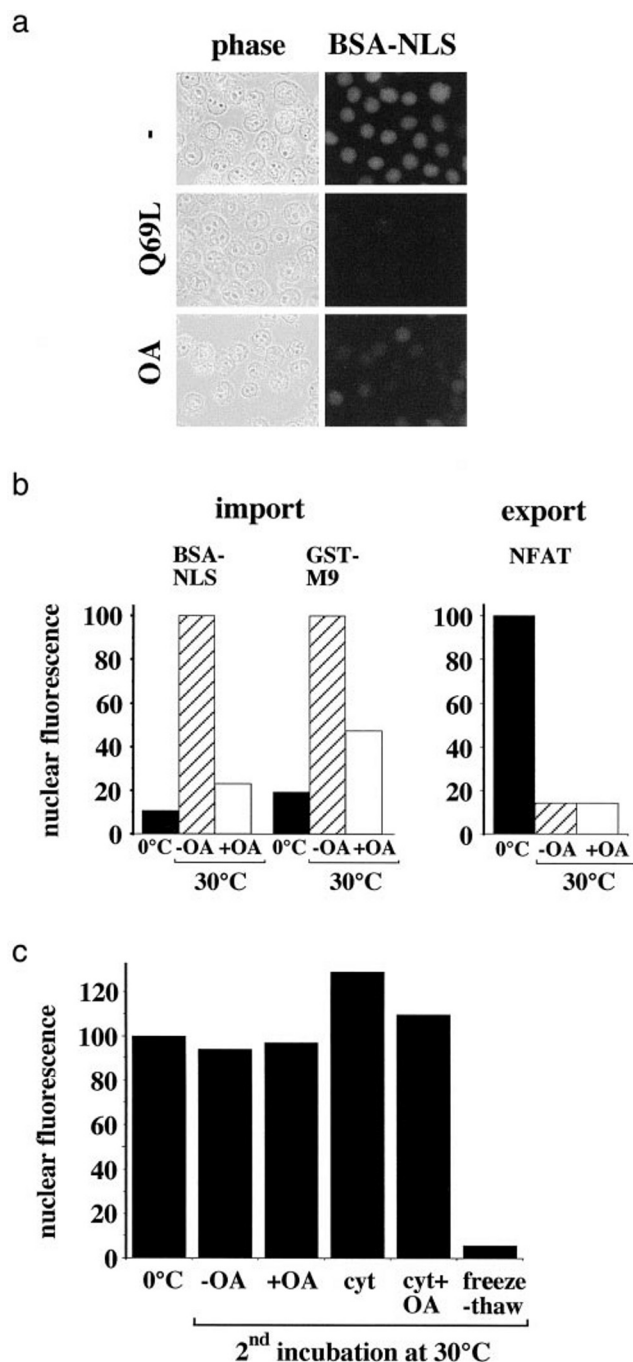 a
phase BSA-NLS
-
Q69L
OA
b
import export
BSA-
NLS
GST-
M9
NFAT
nuclear fluorescence
100
80
60
40
20
0
0°C -OA +OA 0°C -OA +OA
30°C 30°C
100
80
60
40
20
0
0°C -OA +OA
30°C
c
nuclear fluorescence
120
100
80
60
40
20
0
0°C -OA +OA cyt cyt+
OA
freeze
-thaw
2nd incubation at 30°C